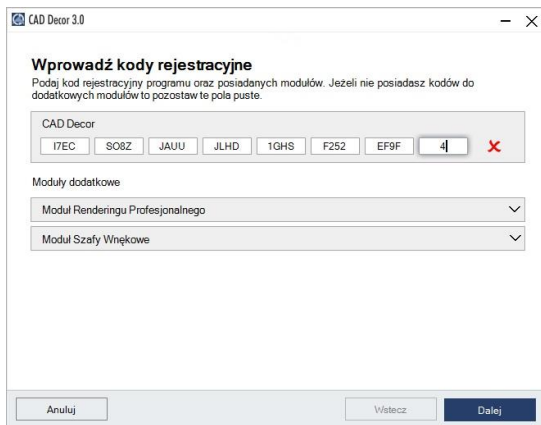 CAD Decor 3.0
Wprowadź kody rejestracyjne
Podaj kod rejestracyjny programu oraz posiadanych modułów. Jeżeli nie posiadasz kodów do
dodatkowych modułów to pozostaw te pola puste.
CAD Decor
I7EC SO8Z JAUU JLHD 1GHS F252 EF9F 4
Moduły dodatkowe
Moduł Renderingu Profesjonalnego
Moduł Szafy Wnękowe
Anuluj Wstecz Dalej